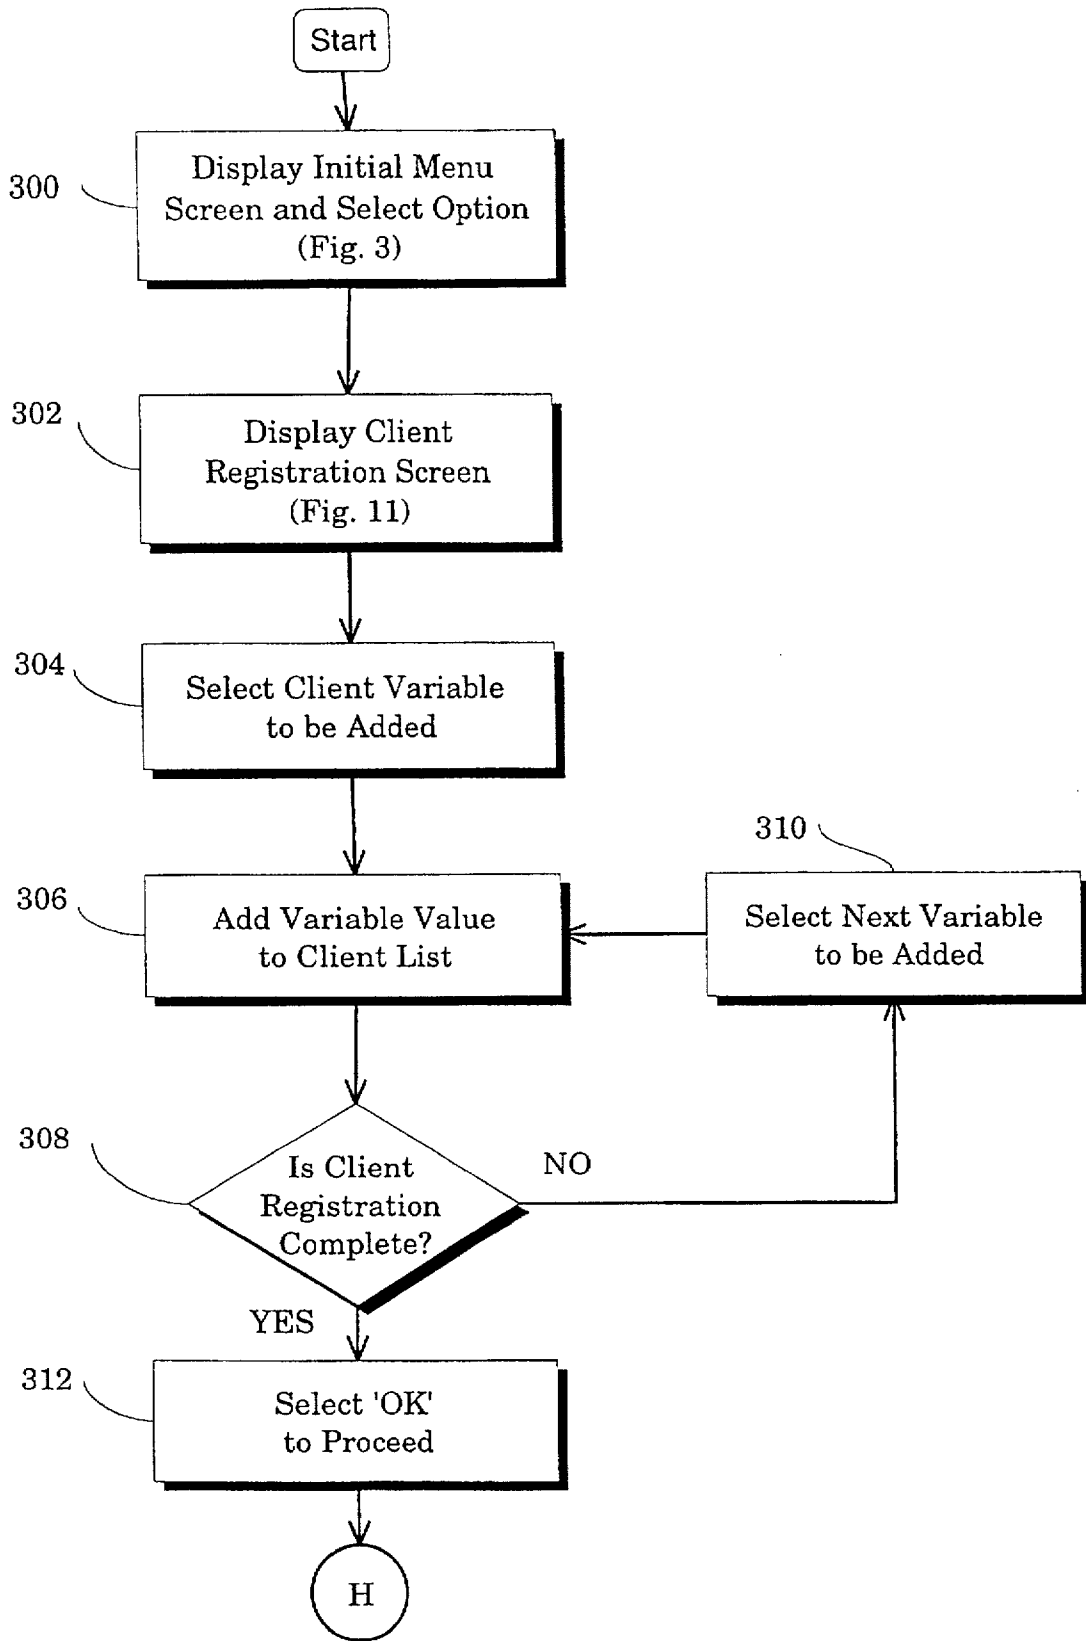 Start
300
Display Initial Menu
Screen and Select Option
(Fig. 3)
302
Display Client
Registration Screen
(Fig. 11)
304
Select Client Variable
to be Added
310
306
Add Variable Value
to Client List
Select Next Variable
to be Added
308
Is Client
Registration
Complete?
NO
YES
312
Select 'OK'
to Proceed
H